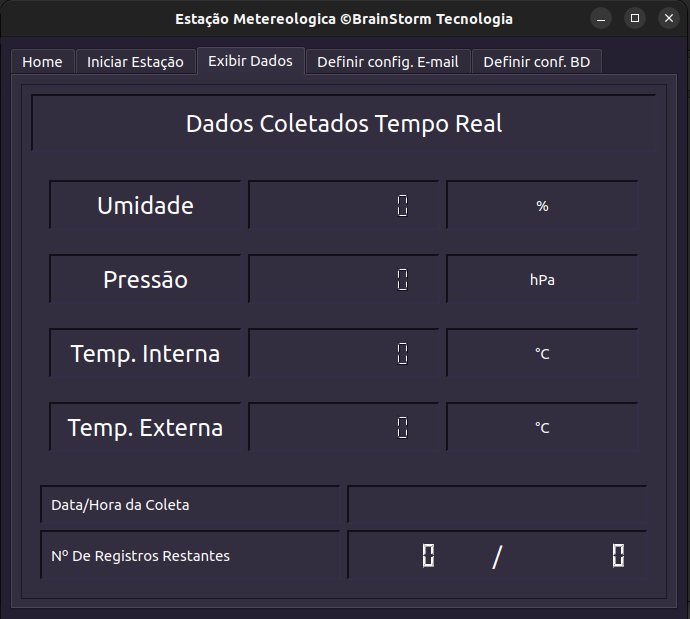 Estação Metereologica ©BrainStorm Tecnologia
Home Iniciar Estação Exibir Dados Definir config. E-mail Definir conf. BD
Dados Coletados Tempo Real
Umidade 0 %
Pressão 0 hPa
Temp. Interna 0 °C
Temp. Externa 0 °C
Data/Hora da Coleta
Nº De Registros Restantes 0 / 0